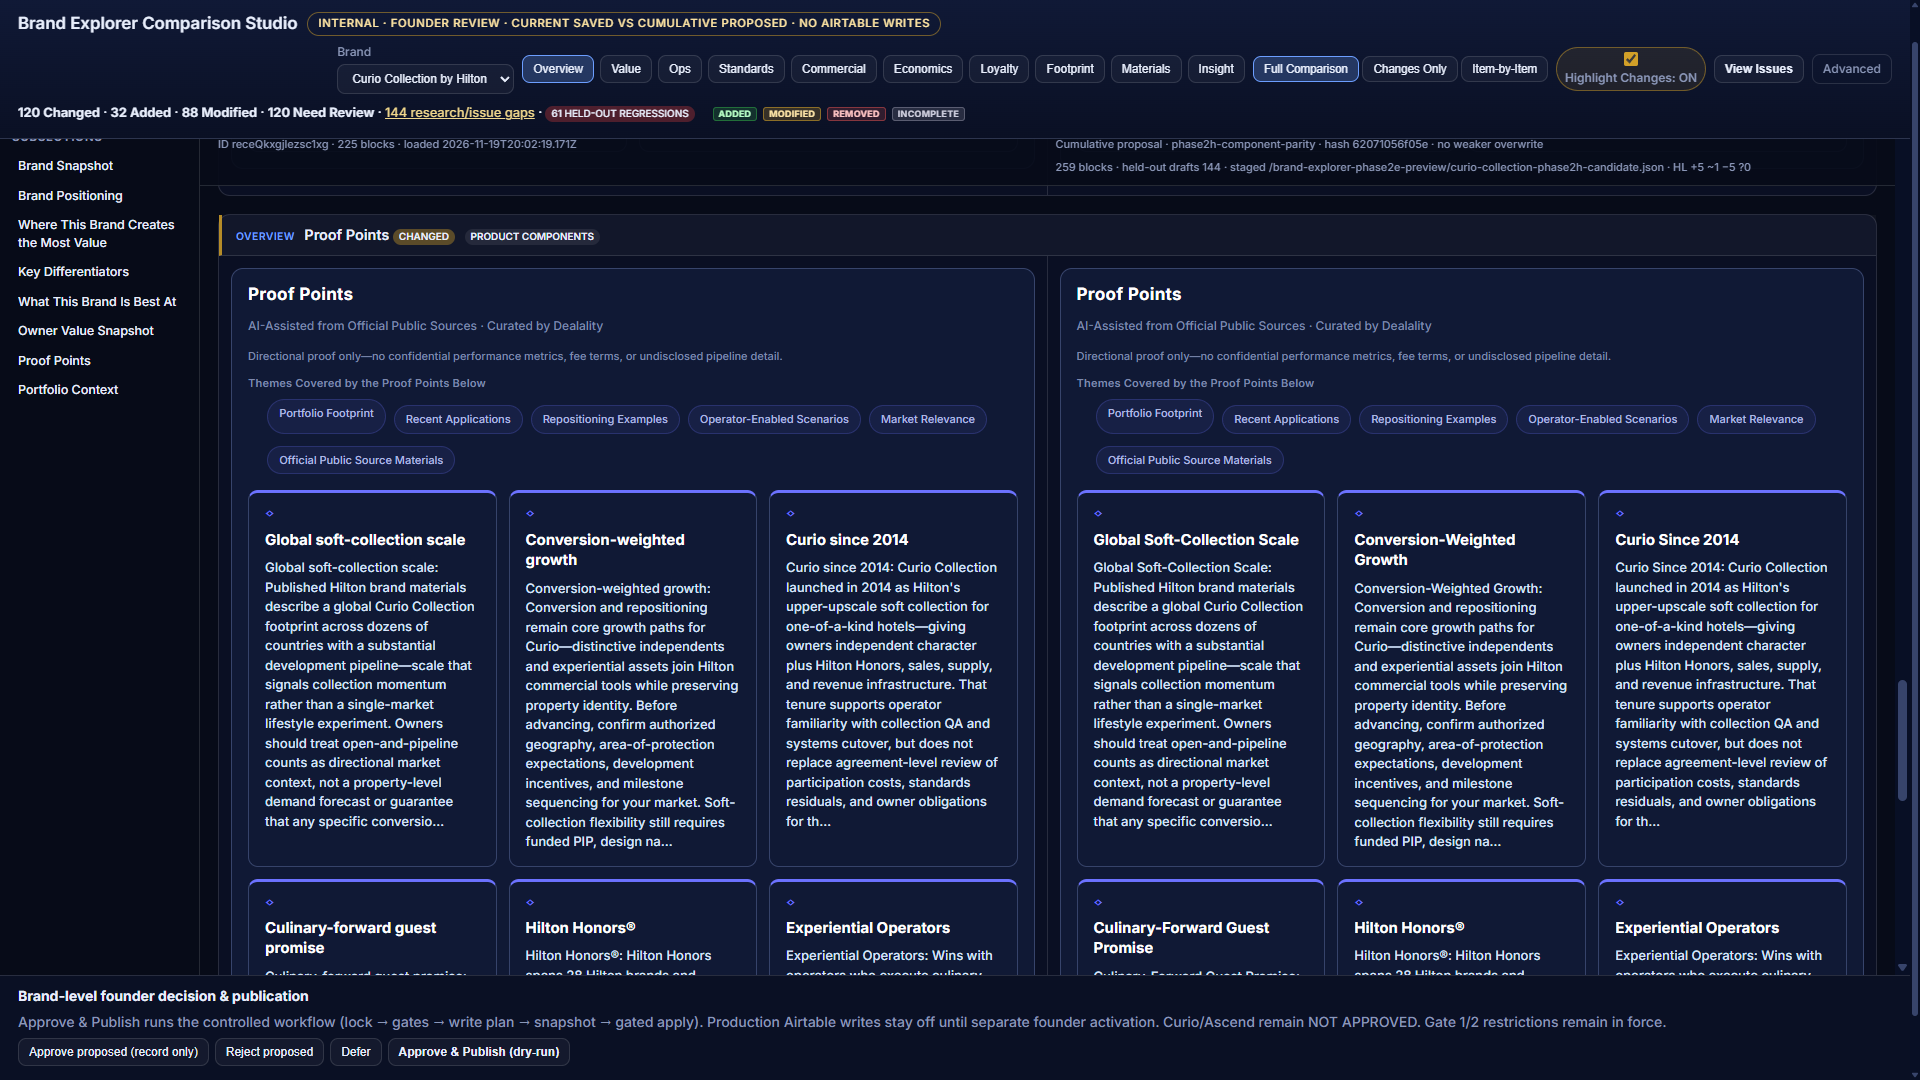 Brand Explorer Comparison Studio
INTERNAL · FOUNDER REVIEW · CURRENT SAVED VS CUMULATIVE PROPOSED · NO AIRTABLE WRITES
Brand
Curio Collection by Hilton
Overview
Value
Ops
Standards
Commercial
Economics
Loyalty
Footprint
Materials
Insight
Full Comparison
Changes Only
Item-by-Item
Highlight Changes: ON
View Issues
Advanced
120 Changed · 32 Added · 88 Modified · 120 Need Review · 144 research/issue gaps · 61 HELD-OUT REGRESSIONS
ADDED
MODIFIED
REMOVED
INCOMPLETE
Brand Snapshot
Brand Positioning
Where This Brand Creates
the Most Value
Key Differentiators
What This Brand Is Best At
Owner Value Snapshot
Proof Points
Portfolio Context
ID receQkxgjlezsc1xg · 225 blocks · loaded 2026-11-19T20:02:19.171Z
Cumulative proposal · phase2h-component-parity · hash 62071056f05e · no weaker overwrite
259 blocks · held-out drafts 144 · staged /brand-explorer-phase2e-preview/curio-collection-phase2h-candidate.json · HL +5 ~1 −5 ?0
OVERVIEW Proof Points CHANGED PRODUCT COMPONENTS
Proof Points
AI-Assisted from Official Public Sources · Curated by Dealality
Directional proof only—no confidential performance metrics, fee terms, or undisclosed pipeline detail.
Themes Covered by the Proof Points Below
Portfolio Footprint
Recent Applications
Repositioning Examples
Operator-Enabled Scenarios
Market Relevance
Official Public Source Materials
Global soft-collection scale
Global soft-collection scale:
Published Hilton brand materials
describe a global Curio Collection
footprint across dozens of
countries with a substantial
development pipeline—scale that
signals collection momentum
rather than a single-market
lifestyle experiment. Owners
should treat open-and-pipeline
counts as directional market
context, not a property-level
demand forecast or guarantee
that any specific conversio...
Conversion-weighted
growth
Conversion-weighted growth:
Conversion and repositioning
remain core growth paths for
Curio—distinctive independents
and experiential assets join Hilton
commercial tools while preserving
property identity. Before
advancing, confirm authorized
geography, area-of-protection
expectations, development
incentives, and milestone
sequencing for your market. Soft-
collection flexibility still requires
funded PIP, design na...
Curio since 2014
Curio since 2014: Curio Collection
launched in 2014 as Hilton's
upper-upscale soft collection for
one-of-a-kind hotels—giving
owners independent character
plus Hilton Honors, sales, supply,
and revenue infrastructure. That
tenure supports operator
familiarity with collection QA and
systems cutover, but does not
replace agreement-level review of
participation costs, standards
residuals, and owner obligations
for th...
Culinary-forward guest
promise
Hilton Honors®
Hilton Honors®: Hilton Honors
Experiential Operators
Experiential Operators: Wins with
Proof Points
AI-Assisted from Official Public Sources · Curated by Dealality
Directional proof only—no confidential performance metrics, fee terms, or undisclosed pipeline detail.
Themes Covered by the Proof Points Below
Portfolio Footprint
Recent Applications
Repositioning Examples
Operator-Enabled Scenarios
Market Relevance
Official Public Source Materials
Global Soft-Collection Scale
Global Soft-Collection Scale:
Published Hilton brand materials
describe a global Curio Collection
footprint across dozens of
countries with a substantial
development pipeline—scale that
signals collection momentum
rather than a single-market
lifestyle experiment. Owners
should treat open-and-pipeline
counts as directional market
context, not a property-level
demand forecast or guarantee
that any specific conversio...
Conversion-Weighted
Growth
Conversion-Weighted Growth:
Conversion and repositioning
remain core growth paths for
Curio—distinctive independents
and experiential assets join Hilton
commercial tools while preserving
property identity. Before
advancing, confirm authorized
geography, area-of-protection
expectations, development
incentives, and milestone
sequencing for your market. Soft-
collection flexibility still requires
funded PIP, design na...
Curio Since 2014
Curio Since 2014: Curio Collection
launched in 2014 as Hilton's
upper-upscale soft collection for
one-of-a-kind hotels—giving
owners independent character
plus Hilton Honors, sales, supply,
and revenue infrastructure. That
tenure supports operator
familiarity with collection QA and
systems cutover, but does not
replace agreement-level review of
participation costs, standards
residuals, and owner obligations
for th...
Culinary-Forward Guest
Promise
Hilton Honors®
Hilton Honors®: Hilton Honors
Experiential Operators
Experiential Operators: Wins with
Brand-level founder decision & publication
Approve & Publish runs the controlled workflow (lock → gates → write plan → snapshot → gated apply). Production Airtable writes stay off until separate founder activation. Curio/Ascend remain NOT APPROVED. Gate 1/2 restrictions remain in force.
Approve proposed (record only)
Reject proposed
Defer
Approve & Publish (dry-run)